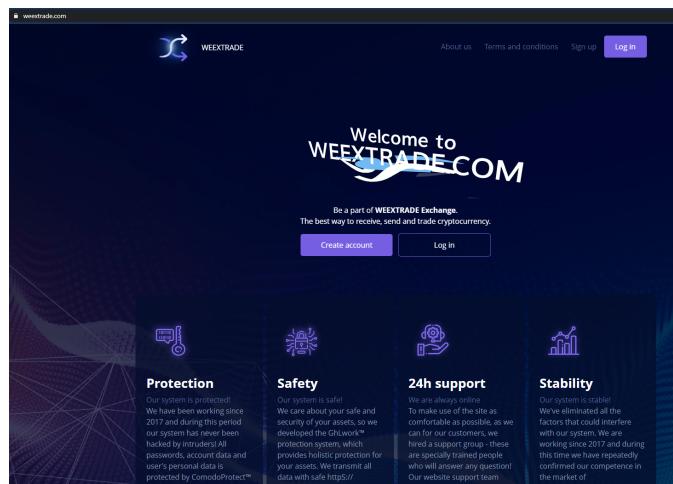 weextrade.com
WEEXTRADE
About us Terms and conditions Sign up Log in
Welcome to
WEEXTRADE.COM
Be a part of WEEXTRADE Exchange.
The best way to receive, send and trade cryptocurrency.
Create account Log in
Protection
Our system is protected!
We have been working since
2017 and during this period
our system has never been
hacked by intruders! All
passwords, account data and
user's personal data is
protected by ComodoProtect™
Safety
Our system is safe!
We care about your safe and
security of your assets, so we
developed the GhLwork™
protection system, which
provides holistic protection for
your assets. We transmit all
data with safe httpS://
24h support
We are always online
To make use of the site as
comfortable as possible, as we
can for our customers, we
hired a support group - these
are specially trained people
who will answer any question!
Our website support team
Stability
Our system is stable!
We've eliminated all the
factors that could interfere
with our system. We are
working since 2017 and during
this time we have repeatedly
confirmed our competence in
the market of